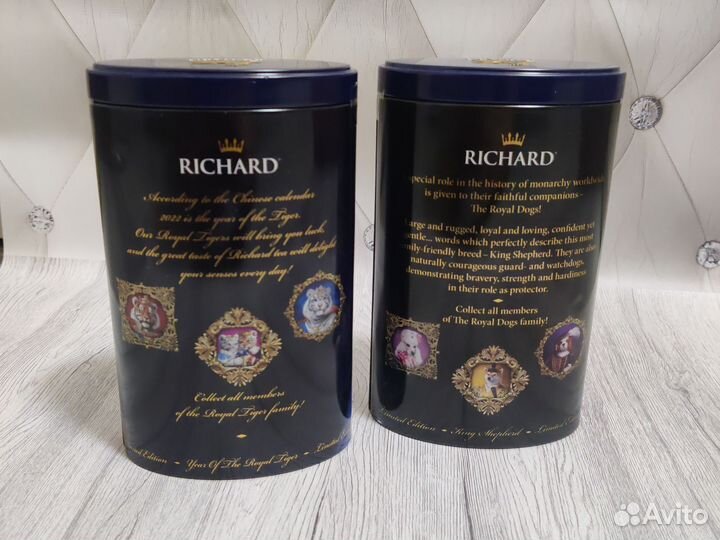 RICHARD
According to the Chinese calendar
2022 is the year of the Tiger.
Our Royal Tigers will bring you luck,
and the great taste of Richard tea will delight
your senses every day!
Collect all members
of the Royal Tiger family!
Edition - Year Of The Royal Tiger - Limited
RICHARD
special role in the history of monarchy worldwide
is given to their faithful companions –
The Royal Dogs!
Large and rugged, loyal and loving, confident yet
gentle... words which perfectly describe this most
family-friendly breed – King Shepherd. They are also
naturally courageous guard- and watchdogs,
demonstrating bravery, strength and hardiness
in their role as protector.
Collect all members
of The Royal Dogs family!
Limited Edition - King Shepherd - Limited
Avito